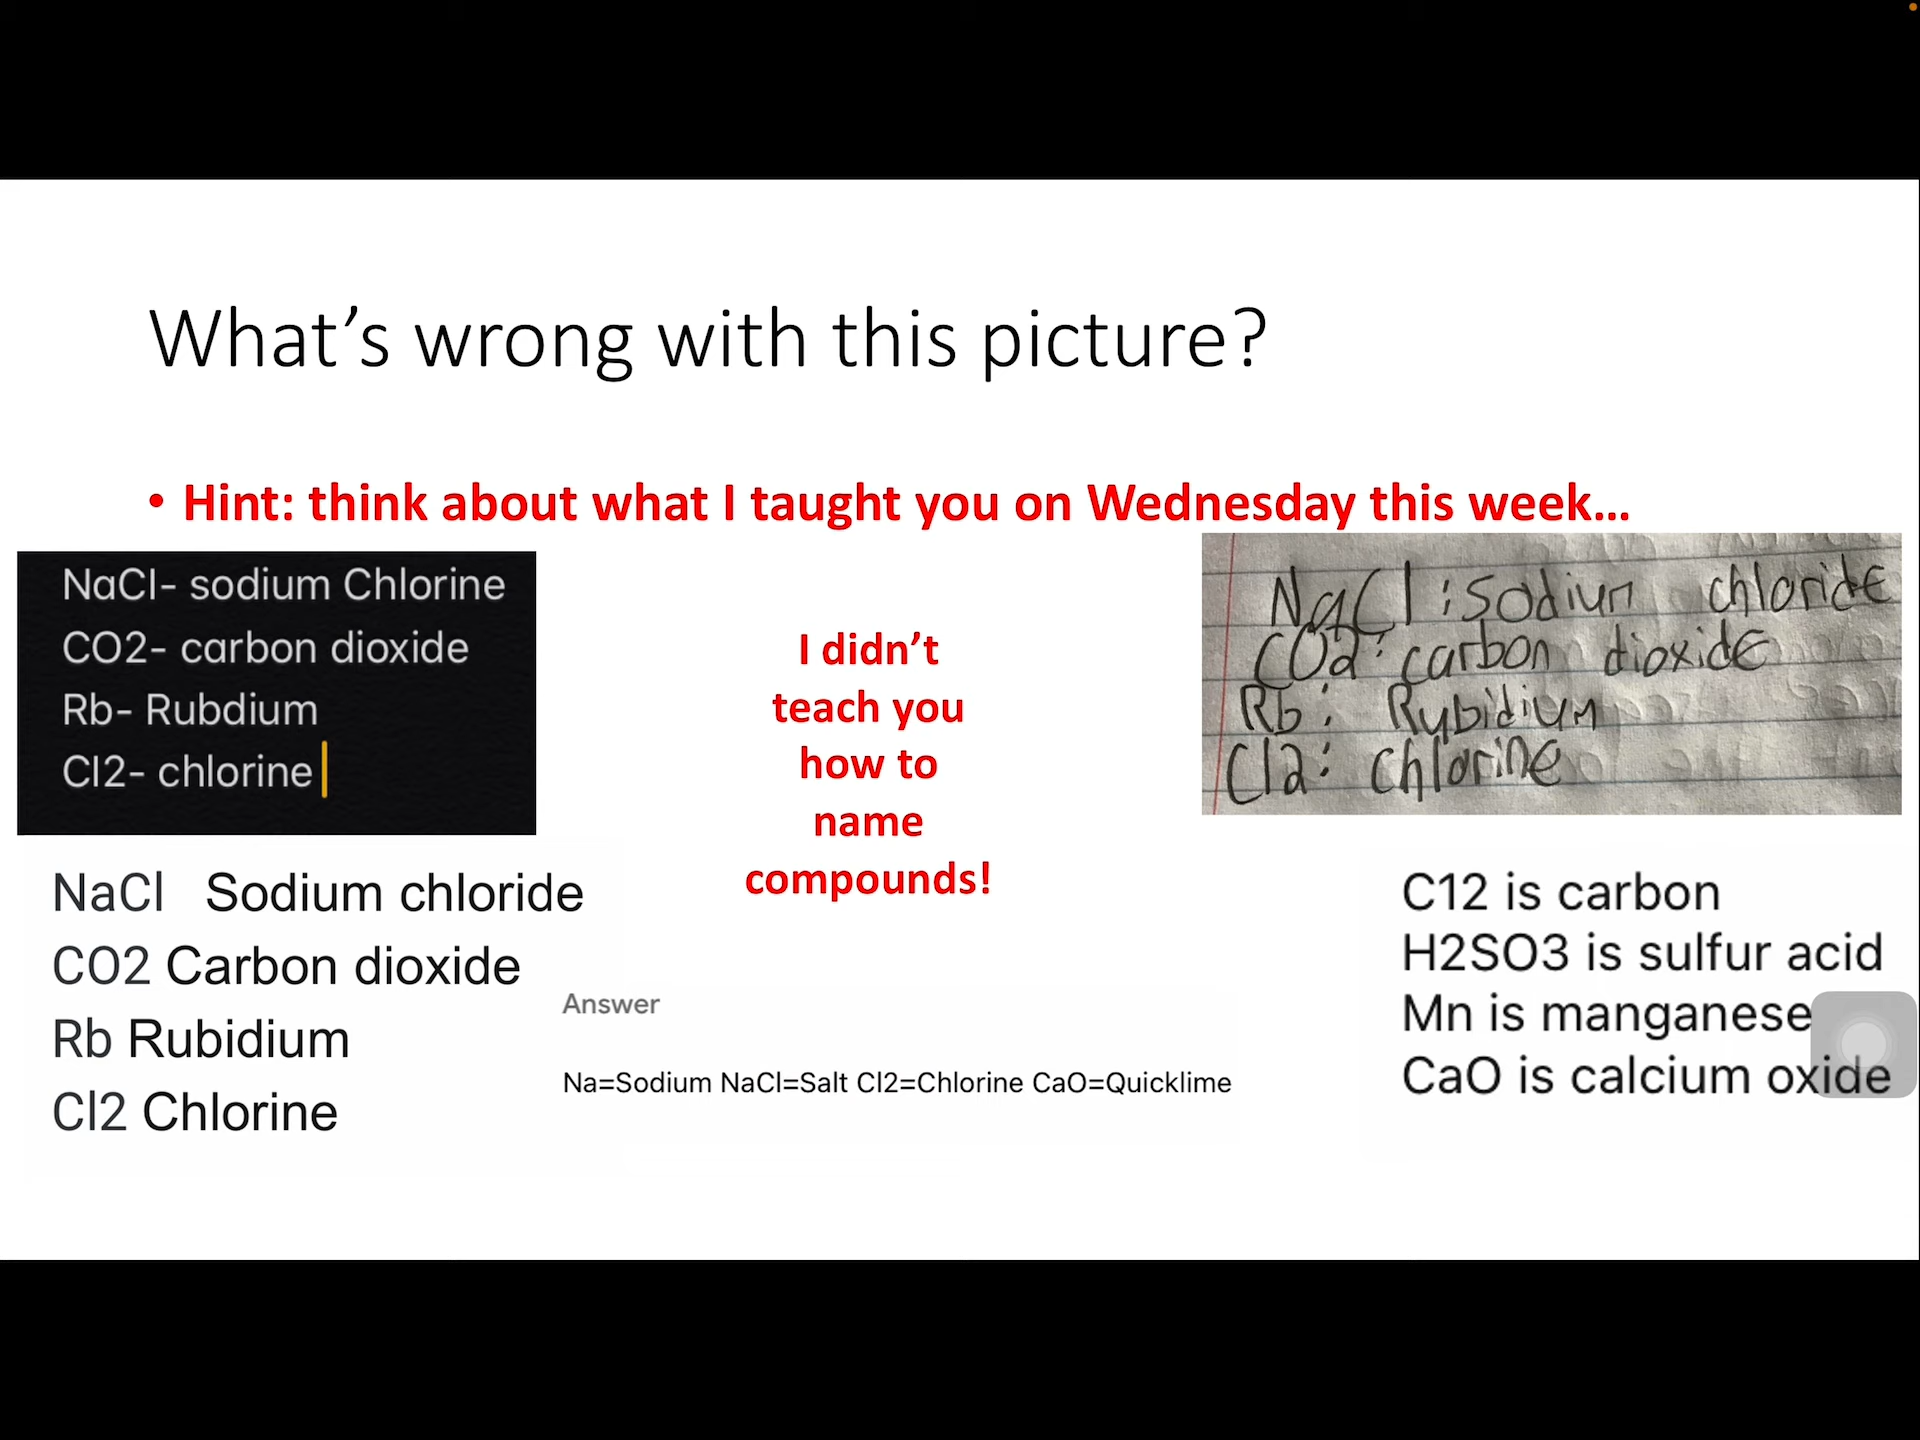 What’s wrong with this picture?
• Hint: think about what I taught you on Wednesday this week...
NaCl- sodium Chlorine
CO2- carbon dioxide
Rb- Rubdium
Cl2- chlorine
I didn’t
teach you
how to
name
compounds!
NaCl: Sodium chloride
CO2: carbon dioxide
Rb: Rubidium
Cl2: Chlorine
NaCl Sodium chloride
CO2 Carbon dioxide
Rb Rubidium
Cl2 Chlorine
Answer
Na=Sodium NaCl=Salt Cl2=Chlorine CaO=Quicklime
C12 is carbon
H2SO3 is sulfur acid
Mn is manganese
CaO is calcium oxide